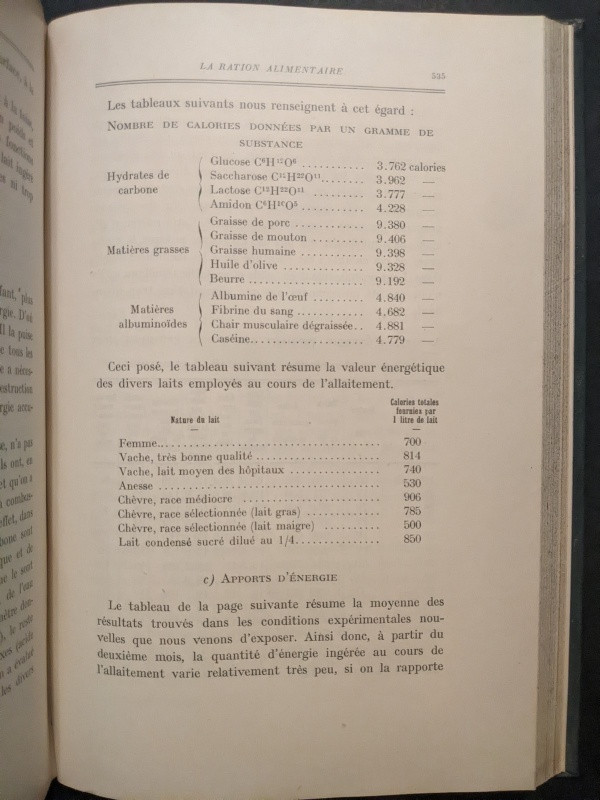 LA RATION ALIMENTAIRE 535
Les tableaux suivants nous renseignent à cet égard :
NOMBRE DE CALORIES DONNÉES PAR UN GRAMME DE
SUBSTANCE
Hydrates de carbone
Glucose C⁶H¹²O⁶ ........... 3.762 calories
Saccharose C¹²H²²O¹¹....... 3.962 —
Lactose C¹²H²²O¹¹ ......... 3.777 —
Amidon C⁶H¹⁰O⁵ ............ 4.228 —
Matières grasses
Graisse de porc ............ 9.380 —
Graisse de mouton ......... 9.406 —
Graisse humaine ........... 9.398 —
Huile d'olive .............. 9.328 —
Beurre .................... 9.192 —
Matières albuminoïdes
Albumine de l'œuf ......... 4.840 —
Fibrine du sang ............ 4.682 —
Chair musculaire dégraissée.. 4.881 —
Caséine.................... 4.779 —
Ceci posé, le tableau suivant résume la valeur énergétique
des divers laits employés au cours de l'allaitement.
Nature du lait
—
Calories totales
fournies par
1 litre de lait
—
Femme...................... 700
Vache, très bonne qualité ................ 814
Vache, lait moyen des hôpitaux ........... 740
Anesse ................................... 530
Chèvre, race médiocre .................... 906
Chèvre, race sélectionnée (lait gras) ........ 785
Chèvre, race sélectionnée (lait maigre) ..... 500
Lait condensé sucré dilué au 1/4............ 850
c) APPORTS D'ÉNERGIE
Le tableau de la page suivante résume la moyenne des
résultats trouvés dans les conditions expérimentales nou-
velles que nous venons d'exposer. Ainsi donc, à partir du
deuxième mois, la quantité d'énergie ingérée au cours de
l'allaitement varie relativement très peu, si on la rapporte